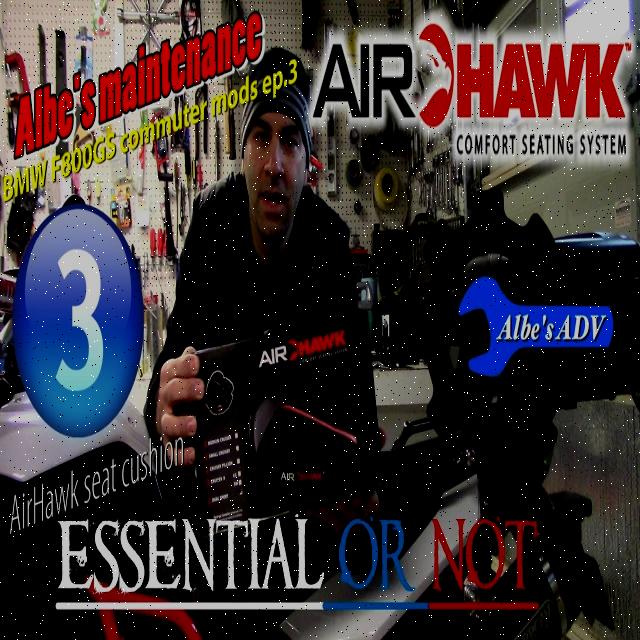 Albe's maintenance
BMW F800GS commuter mods ep.3
AIRHAWK
COMFORT SEATING SYSTEM
3
Albe's ADV
AIRHAWK
AIR
AirHawk seat cushion
ESSENTIAL OR NOT